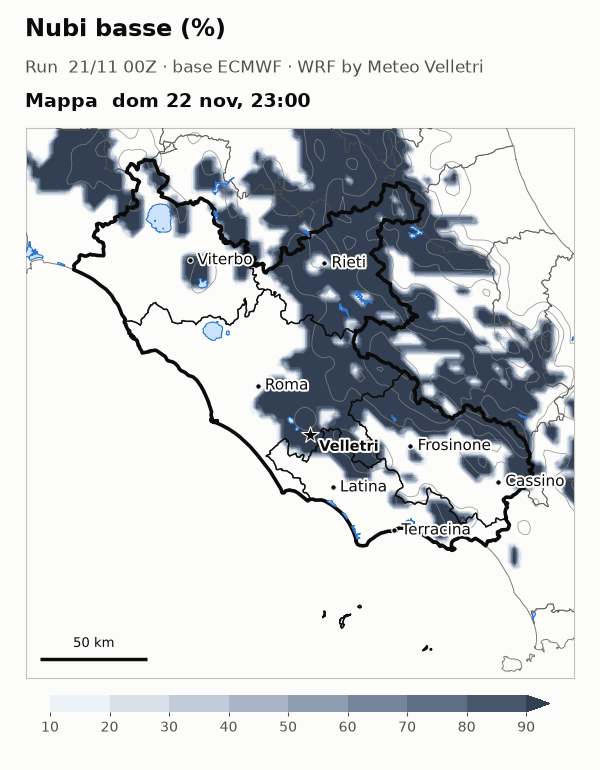 Nubi basse (%)
Run  21/11 00Z · base ECMWF · WRF by Meteo Velletri
Mappa  dom 22 nov, 23:00
Viterbo
Rieti
Roma
Velletri
Frosinone
Latina
Cassino
Terracina
50 km
10 20 30 40 50 60 70 80 90